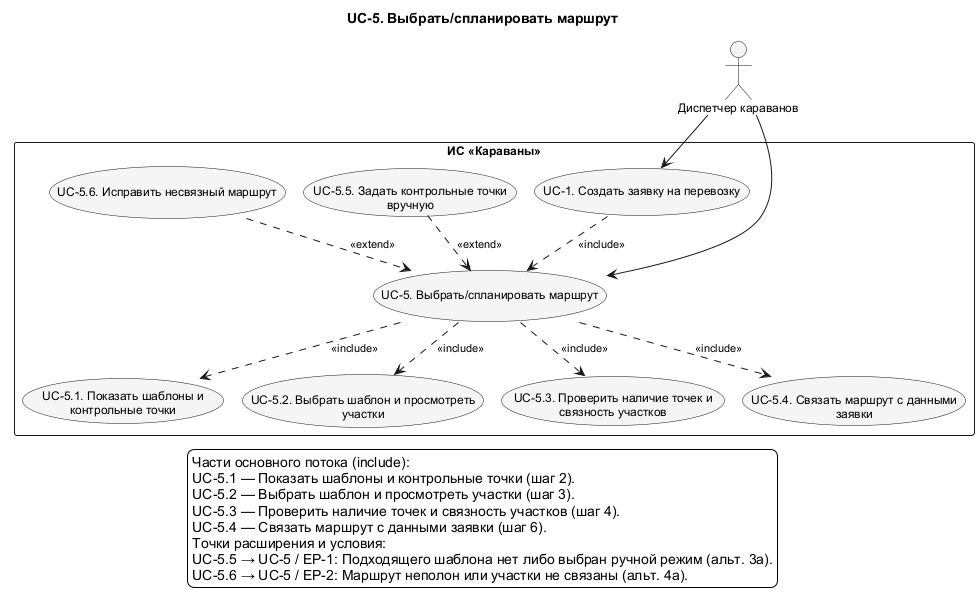 UC-5. Выбрать/спланировать маршрут
Диспетчер караванов
ИС «Караваны»
UC-5.6. Исправить несвязный маршрут
UC-5.5. Задать контрольные точки
вручную
UC-1. Создать заявку на перевозку
«extend»
«extend»
«include»
UC-5. Выбрать/спланировать маршрут
«include»
«include»
«include»
«include»
UC-5.1. Показать шаблоны и
контрольные точки
UC-5.2. Выбрать шаблон и просмотреть
участки
UC-5.3. Проверить наличие точек и
связность участков
UC-5.4. Связать маршрут с данными
заявки
Части основного потока (include):
UC-5.1 — Показать шаблоны и контрольные точки (шаг 2).
UC-5.2 — Выбрать шаблон и просмотреть участки (шаг 3).
UC-5.3 — Проверить наличие точек и связность участков (шаг 4).
UC-5.4 — Связать маршрут с данными заявки (шаг 6).
Точки расширения и условия:
UC-5.5 → UC-5 / EP-1: Подходящего шаблона нет либо выбран ручной режим (альт. 3а).
UC-5.6 → UC-5 / EP-2: Маршрут неполон или участки не связаны (альт. 4а).